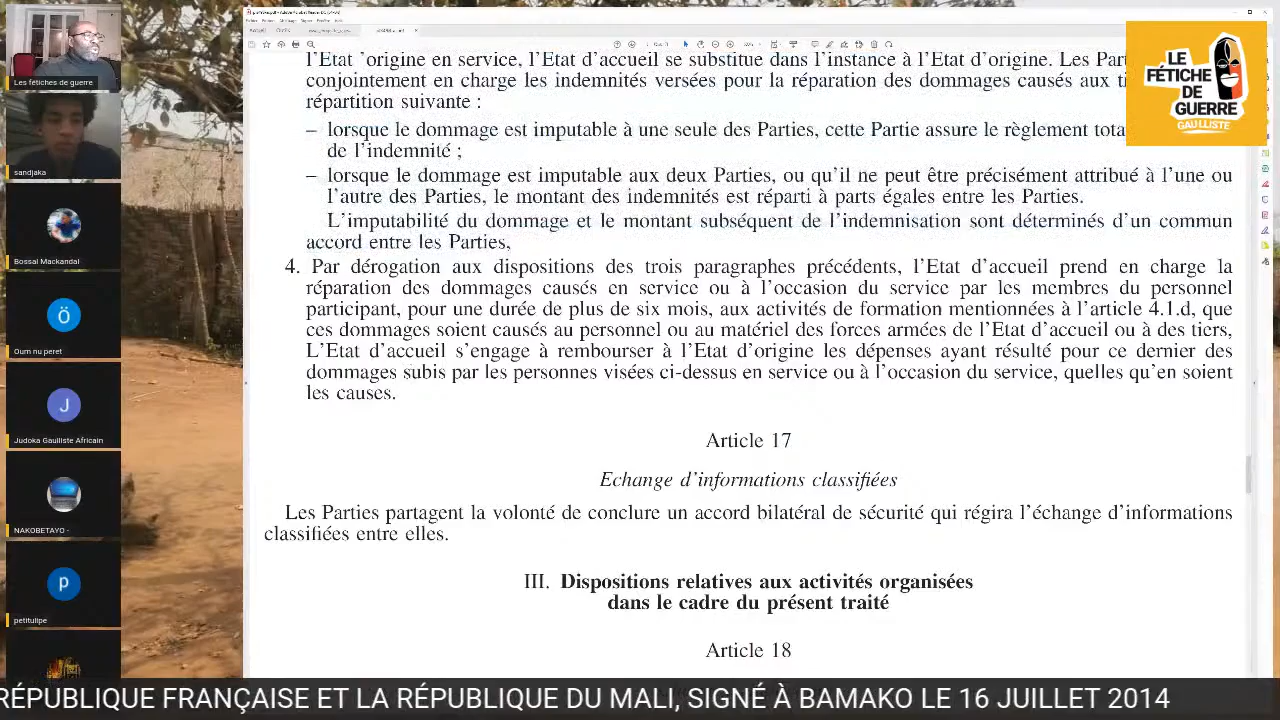 Les fétiches de guerre
sandjaka
Bossal Mackandal
Ö
Oum nu peret
J
Judoka Gaulliste Africain
NAKOBETAYO -
p
petitulipe
LE
FÉTICHE
DE
GUERRE
GAULLISTE
l'Etat 'origine en service, l'Etat d'accueil se substitue dans l'instance à l'Etat d'origine. Les Par
conjointement en charge les indemnités versées pour la réparation des dommages causés aux ti
répartition suivante :
– lorsque le dommage est imputable à une seule des Parties, cette Partie assure le règlement tota
de l'indemnité ;
– lorsque le dommage est imputable aux deux Parties, ou qu'il ne peut être précisément attribué à l'une ou
l'autre des Parties, le montant des indemnités est réparti à parts égales entre les Parties.
L'imputabilité du dommage et le montant subséquent de l'indemnisation sont déterminés d'un commun
accord entre les Parties,
4. Par dérogation aux dispositions des trois paragraphes précédents, l'Etat d'accueil prend en charge la
réparation des dommages causés en service ou à l'occasion du service par les membres du personnel
participant, pour une durée de plus de six mois, aux activités de formation mentionnées à l'article 4.1.d, que
ces dommages soient causés au personnel ou au matériel des forces armées de l'Etat d'accueil ou à des tiers,
L'Etat d'accueil s'engage à rembourser à l'Etat d'origine les dépenses ayant résulté pour ce dernier des
dommages subis par les personnes visées ci-dessus en service ou à l'occasion du service, quelles qu'en soient
les causes.
Article 17
Echange d'informations classifiées
Les Parties partagent la volonté de conclure un accord bilatéral de sécurité qui régira l'échange d'informations
classifiées entre elles.
III. Dispositions relatives aux activités organisées
dans le cadre du présent traité
Article 18
RÉPUBLIQUE FRANÇAISE ET LA RÉPUBLIQUE DU MALI, SIGNÉ À BAMAKO LE 16 JUILLET 2014